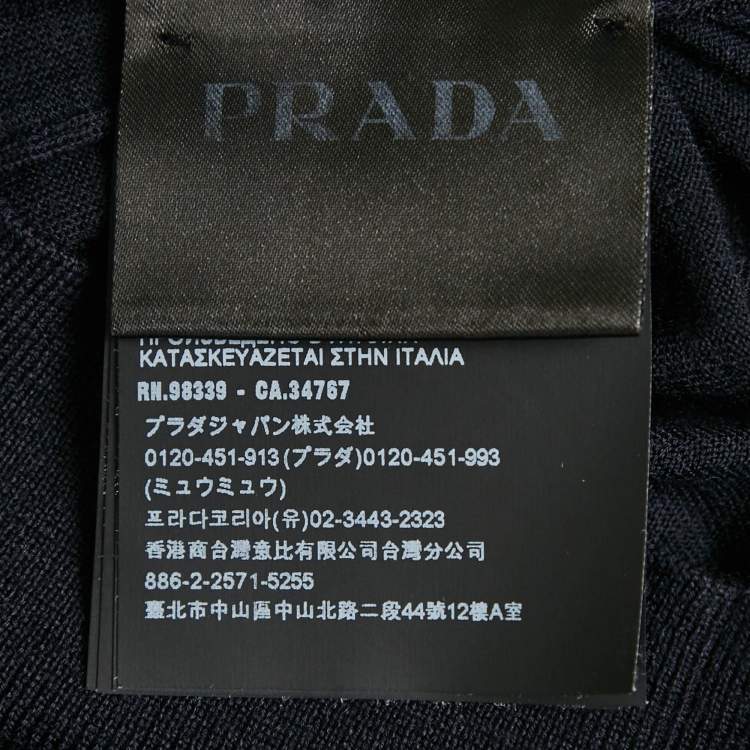 PRADA
ΚΑΤΑΣΚΕΥΑΖΕΤΑΙ ΣΤΗΝ ΙΤΑΛΙΑ
RN.98339 - CA.34767
プラダジャパン株式会社
0120-451-913(プラダ)0120-451-993
(ミュウミュウ)
프라다코리아(유)02-3443-2323
香港商台灣意比有限公司台灣分公司
886-2-2571-5255
臺北市中山區中山北路二段44號12樓A室